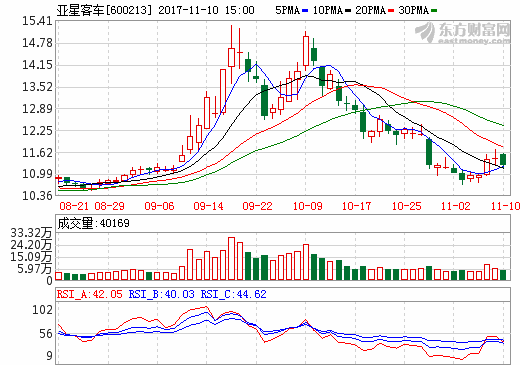 亚星客车[600213] 2017-11-10 15:00 5PMA 10PMA 20PMA 30PMA
东方财富网
eastmoney.com
15.41
14.78
14.15
13.52
12.89
12.25
11.62
10.99
10.36
08-21 08-29 09-06 09-14 09-22 10-09 10-17 10-25 11-02 11-10
成交量:40169
33.32万
24.20万
15.09万
5.97万
0
RSI_A:42.05 RSI_B:40.03 RSI_C:44.62
102
56
9